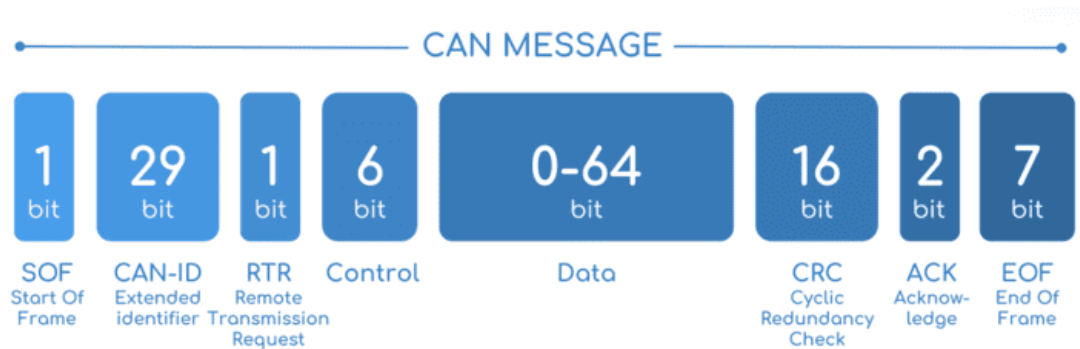 CAN MESSAGE
1 29 1 6 0-64 16 2 7
bit bit bit bit bit bit bit bit
SOF CAN-ID RTR Control Data CRC ACK EOF
Start Of Extended Remote Cyclic Acknow- End Of
Frame identifier Transmission Redundancy ledge Frame
Request Check